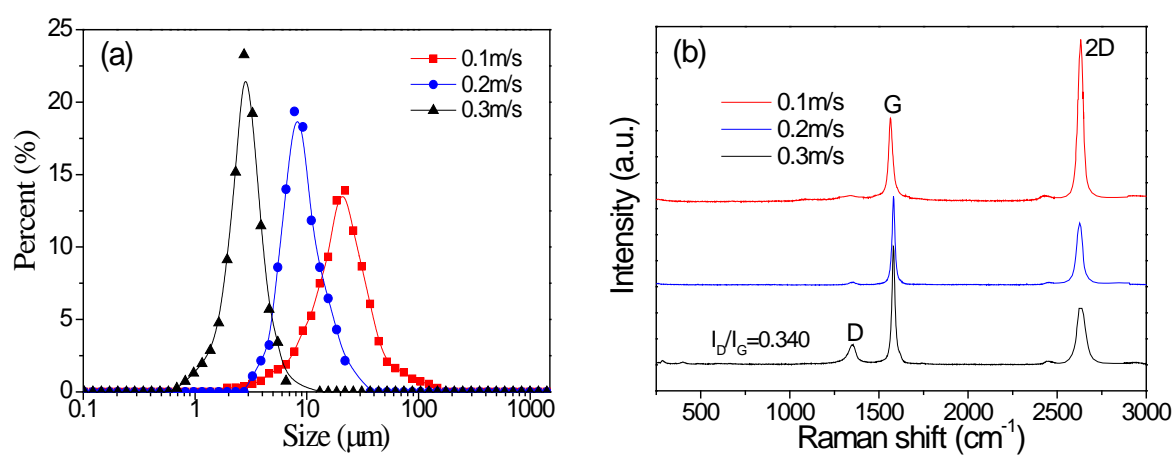 (a)
0.1m/s
0.2m/s
0.3m/s
Percent (%)
25
20
15
10
5
0
0.1 1 10 100 1000
Size (μm)
(b)
0.1m/s
0.2m/s
0.3m/s
G
2D
D
I_D/I_G=0.340
Intensity (a.u.)
500 1000 1500 2000 2500 3000
Raman shift (cm⁻¹)